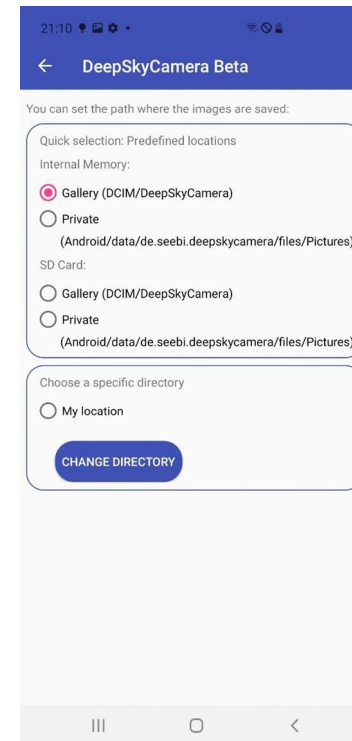 21:10
DeepSkyCamera Beta
You can set the path where the images are saved:
Quick selection: Predefined locations
Internal Memory:
Gallery (DCIM/DeepSkyCamera)
Private
(Android/data/de.seebi.deepskycamera/files/Pictures)
SD Card:
Gallery (DCIM/DeepSkyCamera)
Private
(Android/data/de.seebi.deepskycamera/files/Pictures)
Choose a specific directory
My location
CHANGE DIRECTORY